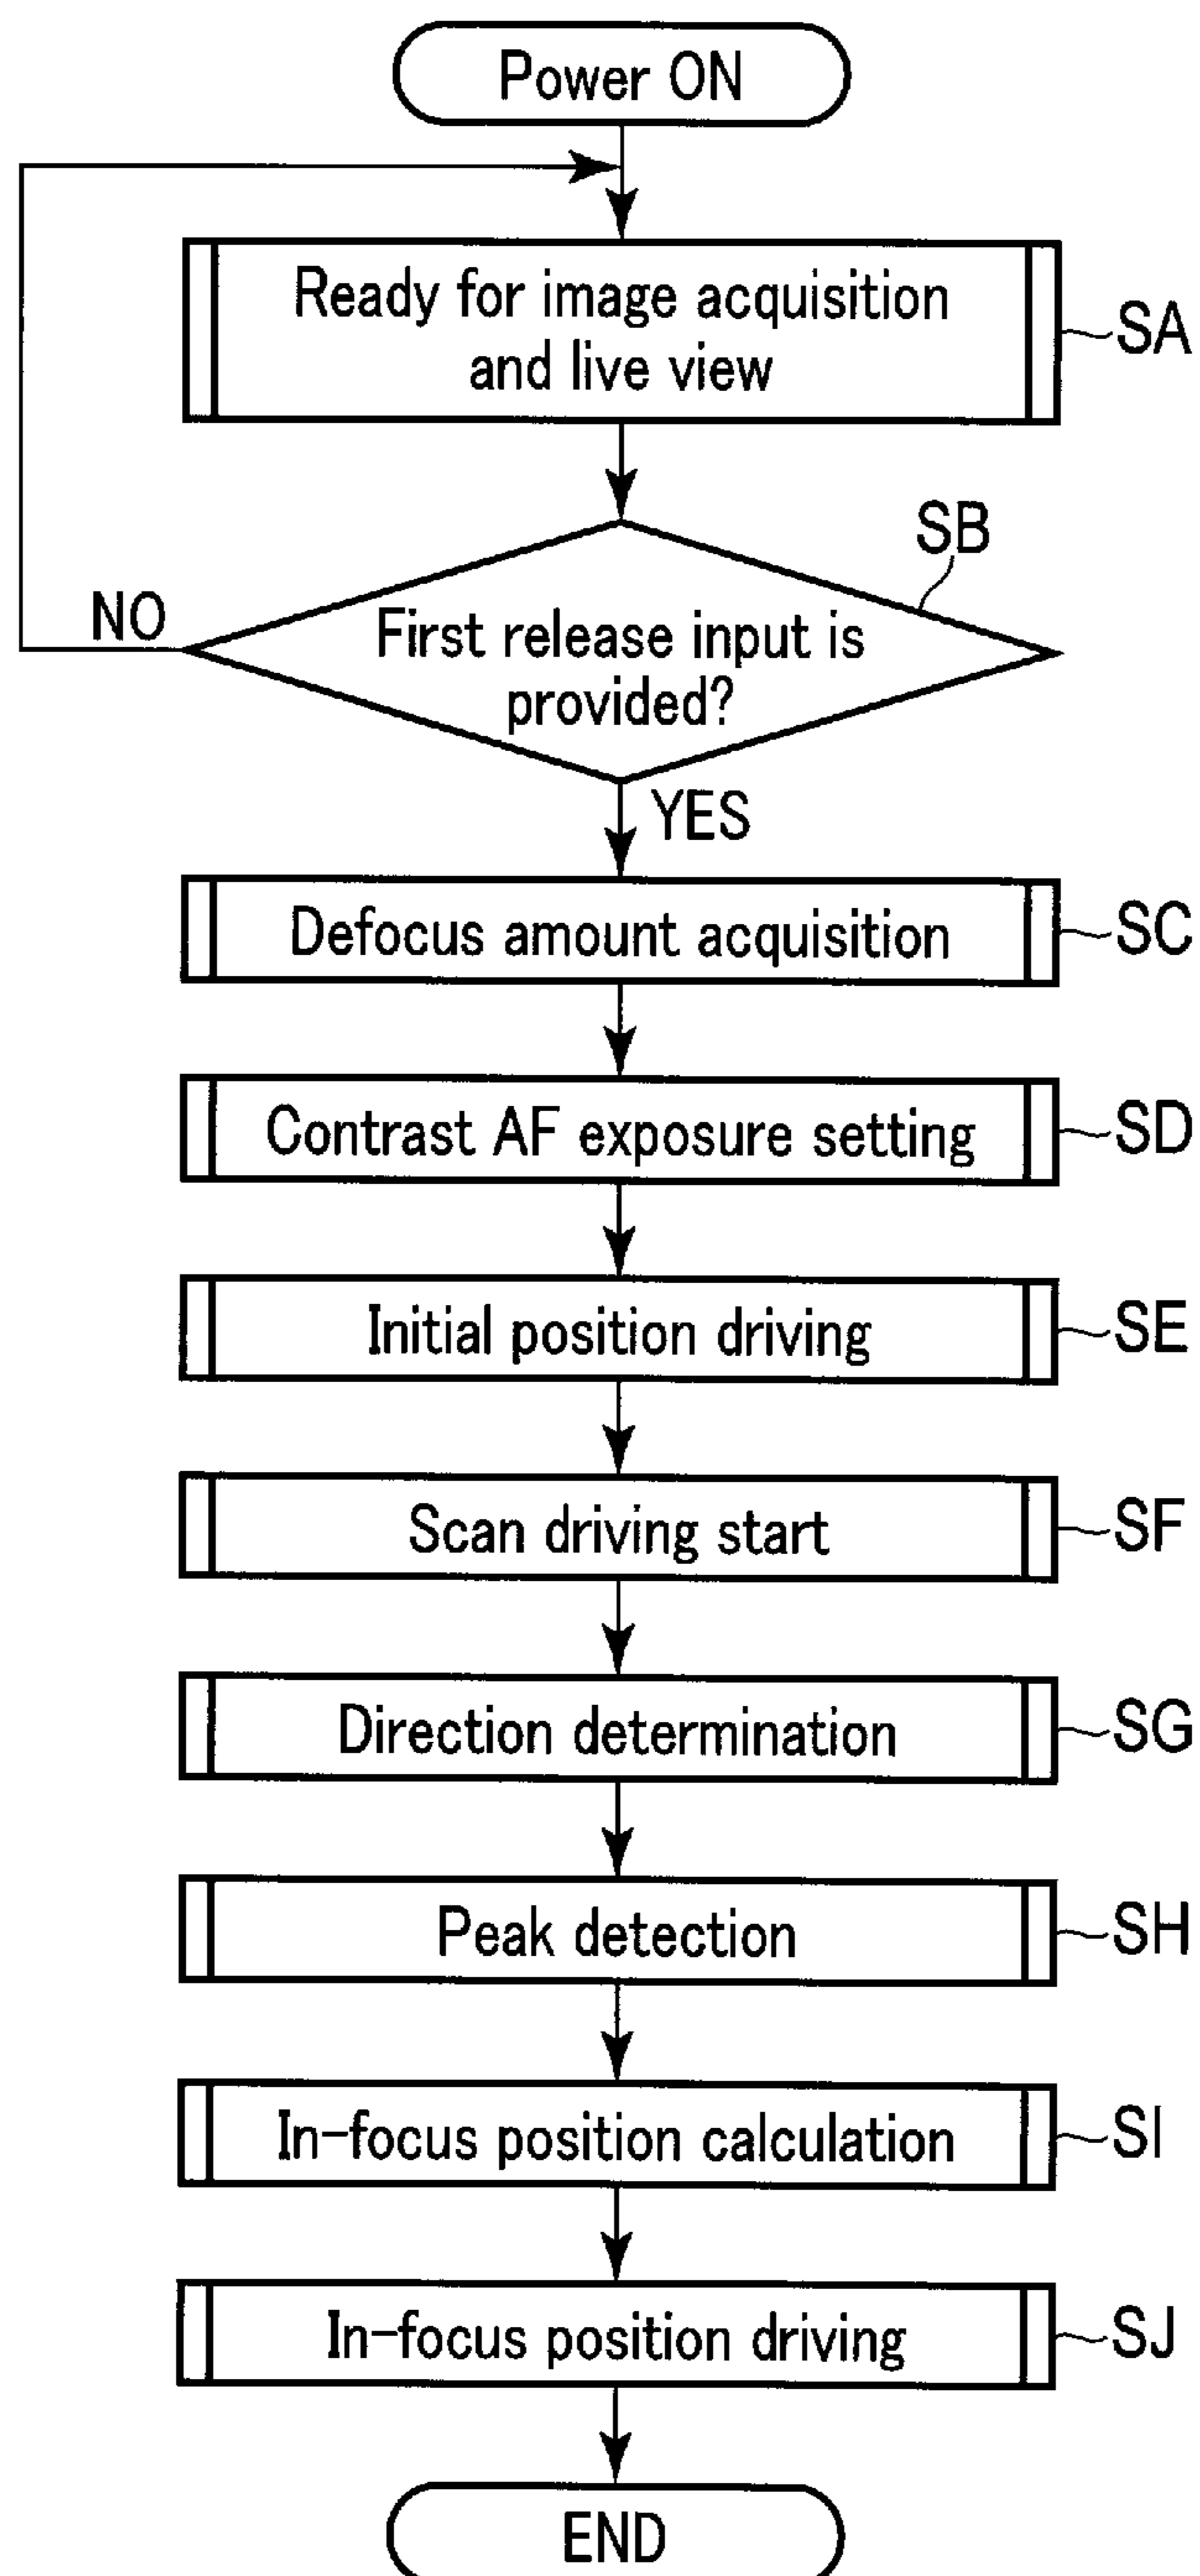 Power ON
Ready for image acquisition
and live view
SA
SB
NO
First release input is
provided?
YES
Defocus amount acquisition
SC
Contrast AF exposure setting
SD
Initial position driving
SE
Scan driving start
SF
Direction determination
SG
Peak detection
SH
In-focus position calculation
SI
In-focus position driving
SJ
END